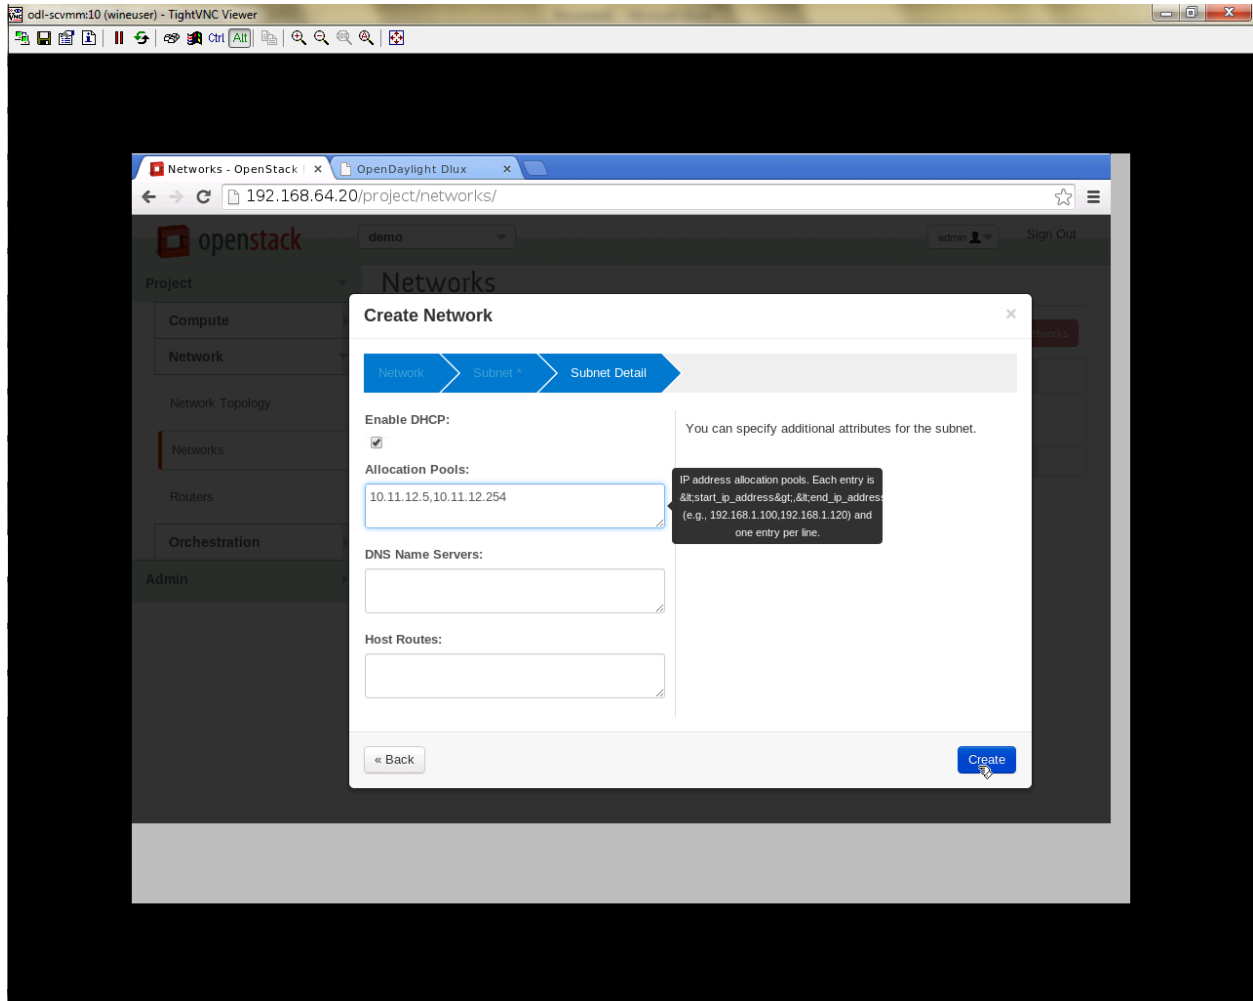 odl-scvmm:10 (wineuser) - TightVNC Viewer
Ctrl Alt
Networks - OpenStack
OpenDaylight Dlux
192.168.64.20/project/networks/
openstack
demo
admin
Sign Out
Project
Networks
Compute
Network
Network Topology
Networks
Routers
Orchestration
Admin
Create Network
Network
Subnet *
Subnet Detail
Enable DHCP:
You can specify additional attributes for the subnet.
Allocation Pools:
10.11.12.5,10.11.12.254
IP address allocation pools. Each entry is
&lt;start_ip_address&gt;,&lt;end_ip_address
(e.g., 192.168.1.100,192.168.1.120) and
one entry per line.
DNS Name Servers:
Host Routes:
« Back
Create